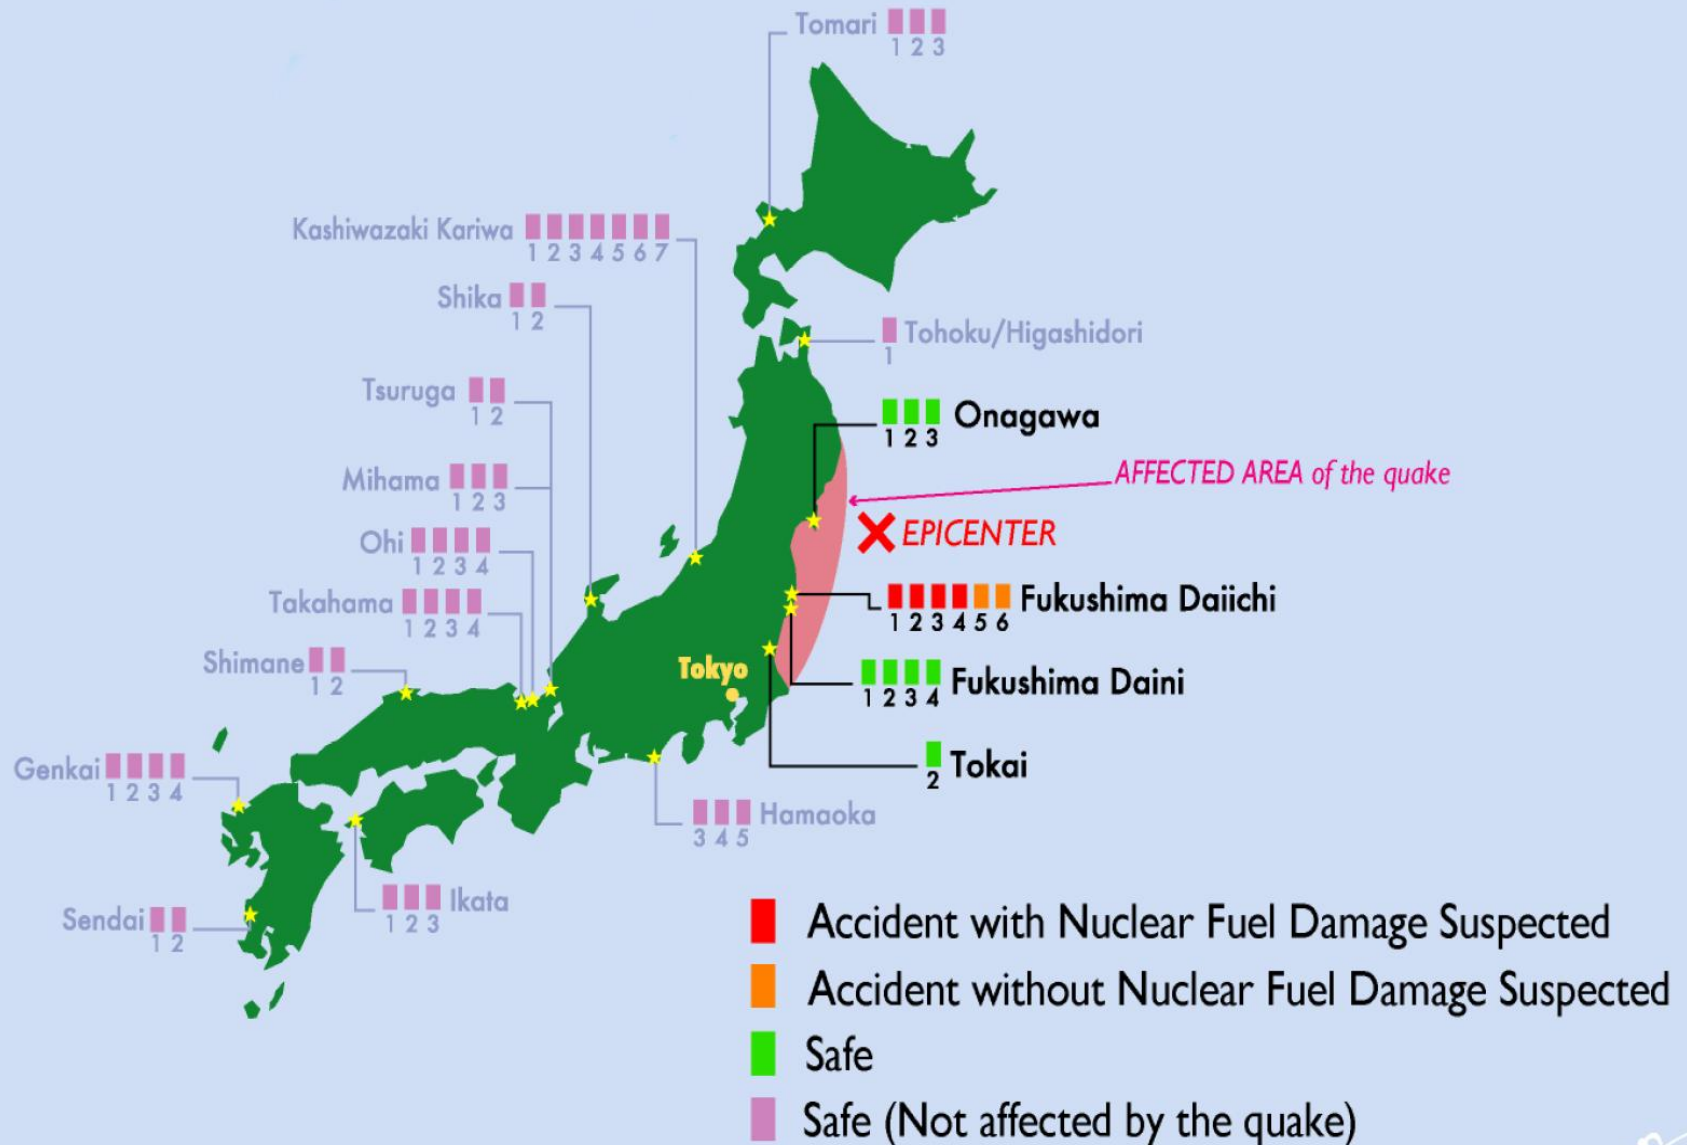 Tomari
1 2 3
Kashiwazaki Kariwa
1 2 3 4 5 6 7
Shika
1 2
Tohoku/Higashidori
1
Tsuruga
1 2
Onagawa
1 2 3
Mihama
1 2 3
AFFECTED AREA of the quake
EPICENTER
Ohi
1 2 3 4
Takahama
1 2 3 4
Fukushima Daiichi
1 2 3 4 5 6
Shimane
1 2
Tokyo
Fukushima Daini
1 2 3 4
Genkai
1 2 3 4
Tokai
2
Hamaoka
3 4 5
Ikata
1 2 3
Sendai
1 2
Accident with Nuclear Fuel Damage Suspected
Accident without Nuclear Fuel Damage Suspected
Safe
Safe (Not affected by the quake)